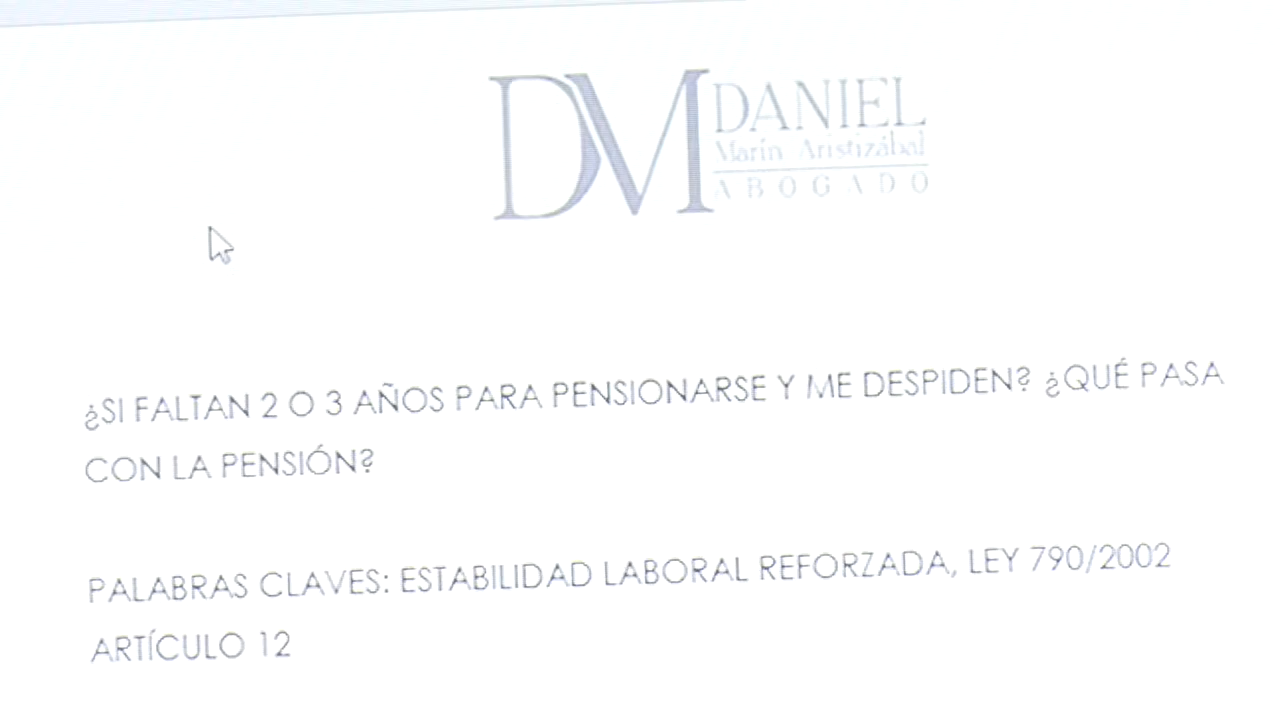 DM DANIEL
Marín Aristizábal
ABOGADO
¿SI FALTAN 2 O 3 AÑOS PARA PENSIONARSE Y ME DESPIDEN? ¿QUÉ PASA
CON LA PENSIÓN?
PALABRAS CLAVES: ESTABILIDAD LABORAL REFORZADA, LEY 790/2002
ARTÍCULO 12